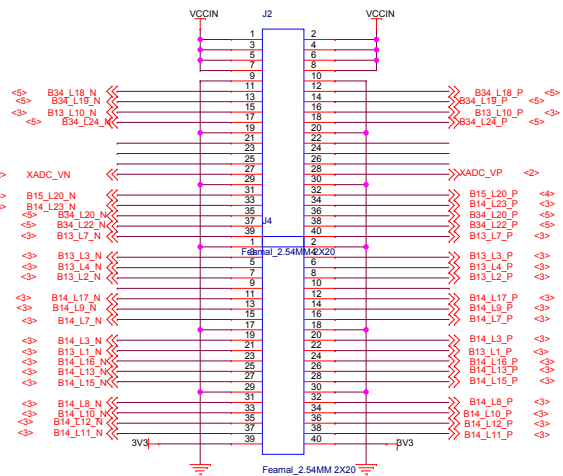 VCCIN J2 VCCIN
1 2
3 4
5 6
7 8
9 10
<5> B34_L18_N 11 12 B34_L18_P <5>
<5> B34_L19_N 13 14 B34_L19_P <5>
<3> B13_L10_N 15 16 B13_L10_P <3>
<5> B34_L24_N 17 18 B34_L24_P <5>
19 20
21 22
23 24
25 26
XADC_VN 27 28 XADC_VP <2>
29 30
B15_L20_N 31 32 B15_L20_P <4>
B14_L23_N 33 34 B14_L23_P <3>
<5> B34_L20_N 35 36 B34_L20_P <5>
<5> B34_L22_N 37 38 B34_L22_P <5>
<3> B13_L7_N 39 40 B13_L7_P <3>
J4
1 2
Feamal_2.54MM 2X20
<3> B13_L3_N 3 4 B13_L3_P <3>
<3> B13_L4_N 5 6 B13_L4_P <3>
<3> B13_L2_N 7 8 B13_L2_P <3>
9 10
<3> B14_L17_N 11 12 B14_L17_P <3>
<3> B14_L9_N 13 14 B14_L9_P <3>
<3> B14_L7_N 15 16 B14_L7_P <3>
17 18
<3> B14_L3_N 19 20 B14_L3_P <3>
<3> B13_L1_N 21 22 B13_L1_P <3>
<3> B14_L16_N 23 24 B14_L16_P <3>
<3> B14_L13_N 25 26 B14_L13_P <3>
<3> B14_L15_N 27 28 B14_L15_P <3>
29 30
<3> B14_L8_N 31 32 B14_L8_P <3>
<3> B14_L10_N 33 34 B14_L10_P <3>
<3> B14_L12_N 35 36 B14_L12_P <3>
<3> B14_L11_N 37 38 B14_L11_P <3>
3V3 39 40 3V3
Feamal_2.54MM 2X20